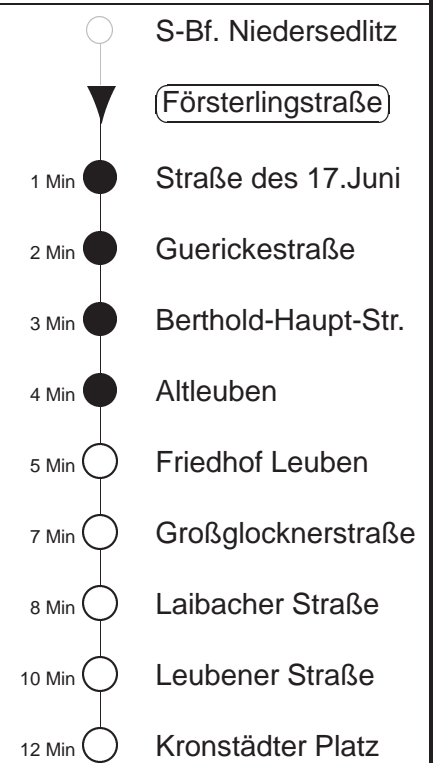 S-Bf. Niedersedlitz
Försterlingstraße
1 Min Straße des 17.Juni
2 Min Guerickestraße
3 Min Berthold-Haupt-Str.
4 Min Altleuben
5 Min Friedhof Leuben
7 Min Großglocknerstraße
8 Min Laibacher Straße
10 Min Leubener Straße
12 Min Kronstädter Platz